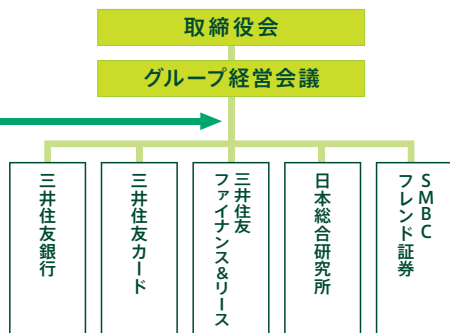 取締役会
グループ経営会議
三井住友銀行
三井住友カード
三井住友
ファイナンス&リース
日本総合研究所
SMBC
フレンド証券